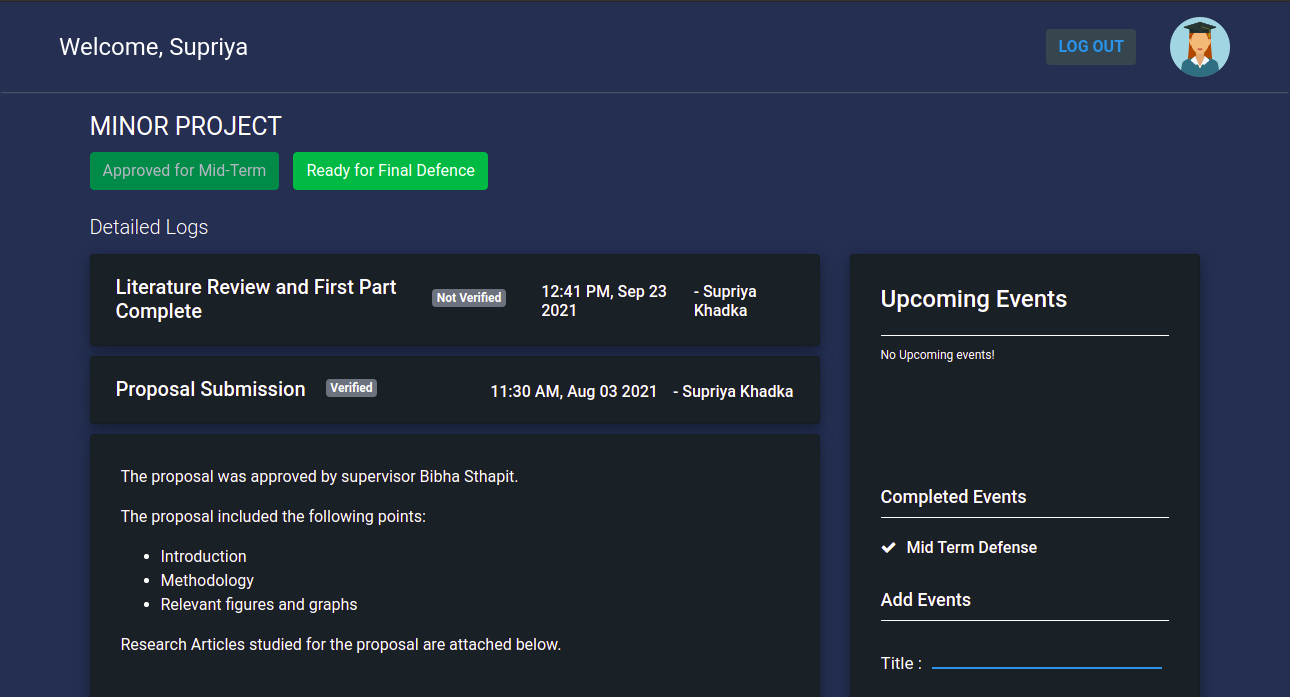 Welcome, Supriya
LOG OUT
MINOR PROJECT
Approved for Mid-Term
Ready for Final Defence
Detailed Logs
Literature Review and First Part
Complete
Not Verified
12:41 PM, Sep 23
2021
- Supriya
Khadka
Proposal Submission
Verified
11:30 AM, Aug 03 2021
- Supriya Khadka
The proposal was approved by supervisor Bibha Sthapit.
The proposal included the following points:
• Introduction
• Methodology
• Relevant figures and graphs
Research Articles studied for the proposal are attached below.
Upcoming Events
No Upcoming events!
Completed Events
Mid Term Defense
Add Events
Title :